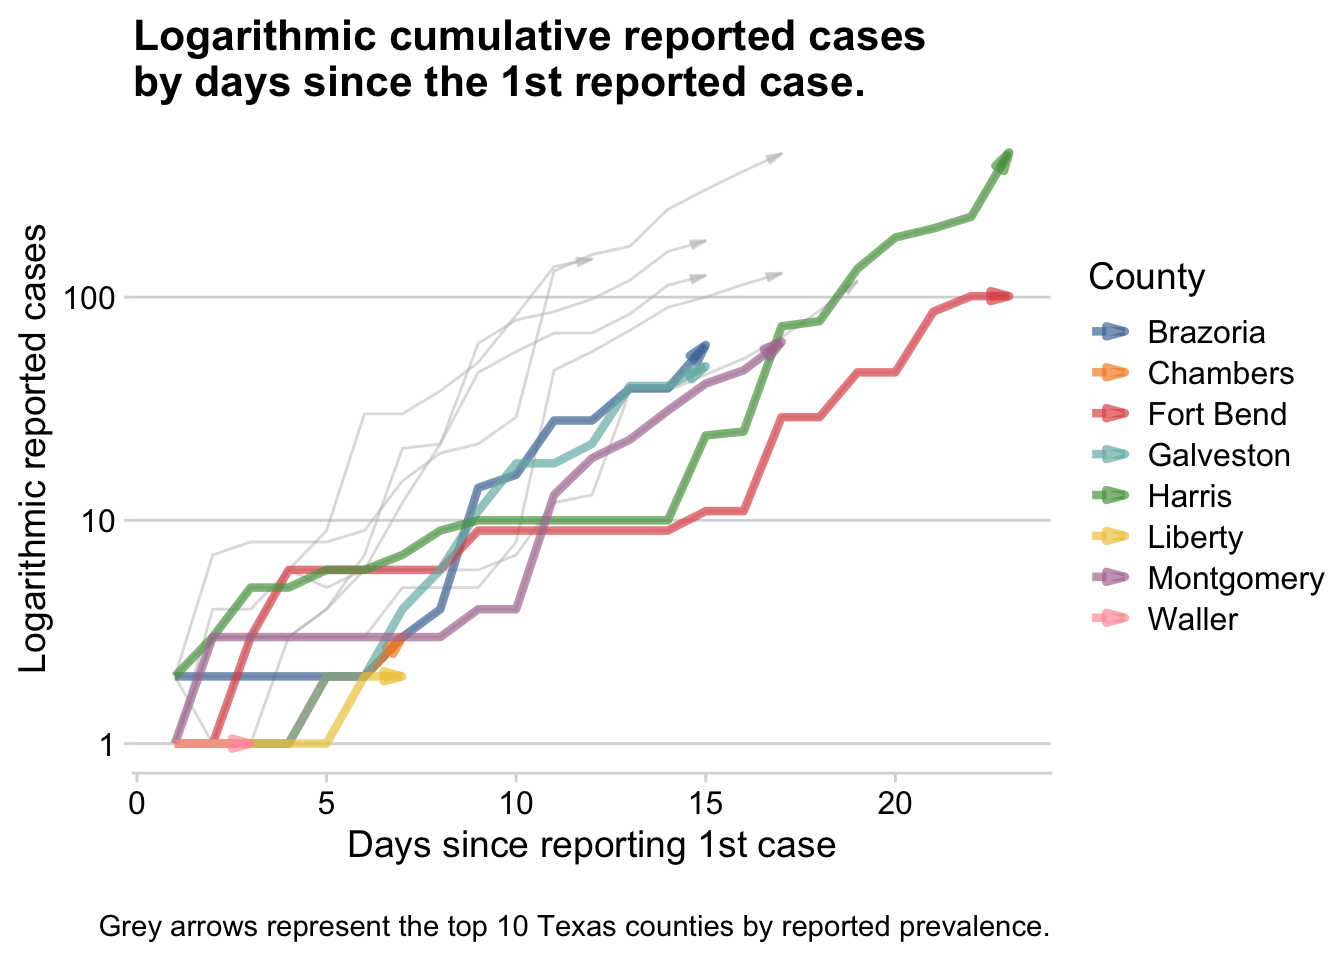 Logarithmic cumulative reported cases
by days since the 1st reported case.
Logarithmic reported cases
100
10
1
0 5 10 15 20
Days since reporting 1st case
County
Brazoria
Chambers
Fort Bend
Galveston
Harris
Liberty
Montgomery
Waller
Grey arrows represent the top 10 Texas counties by reported prevalence.